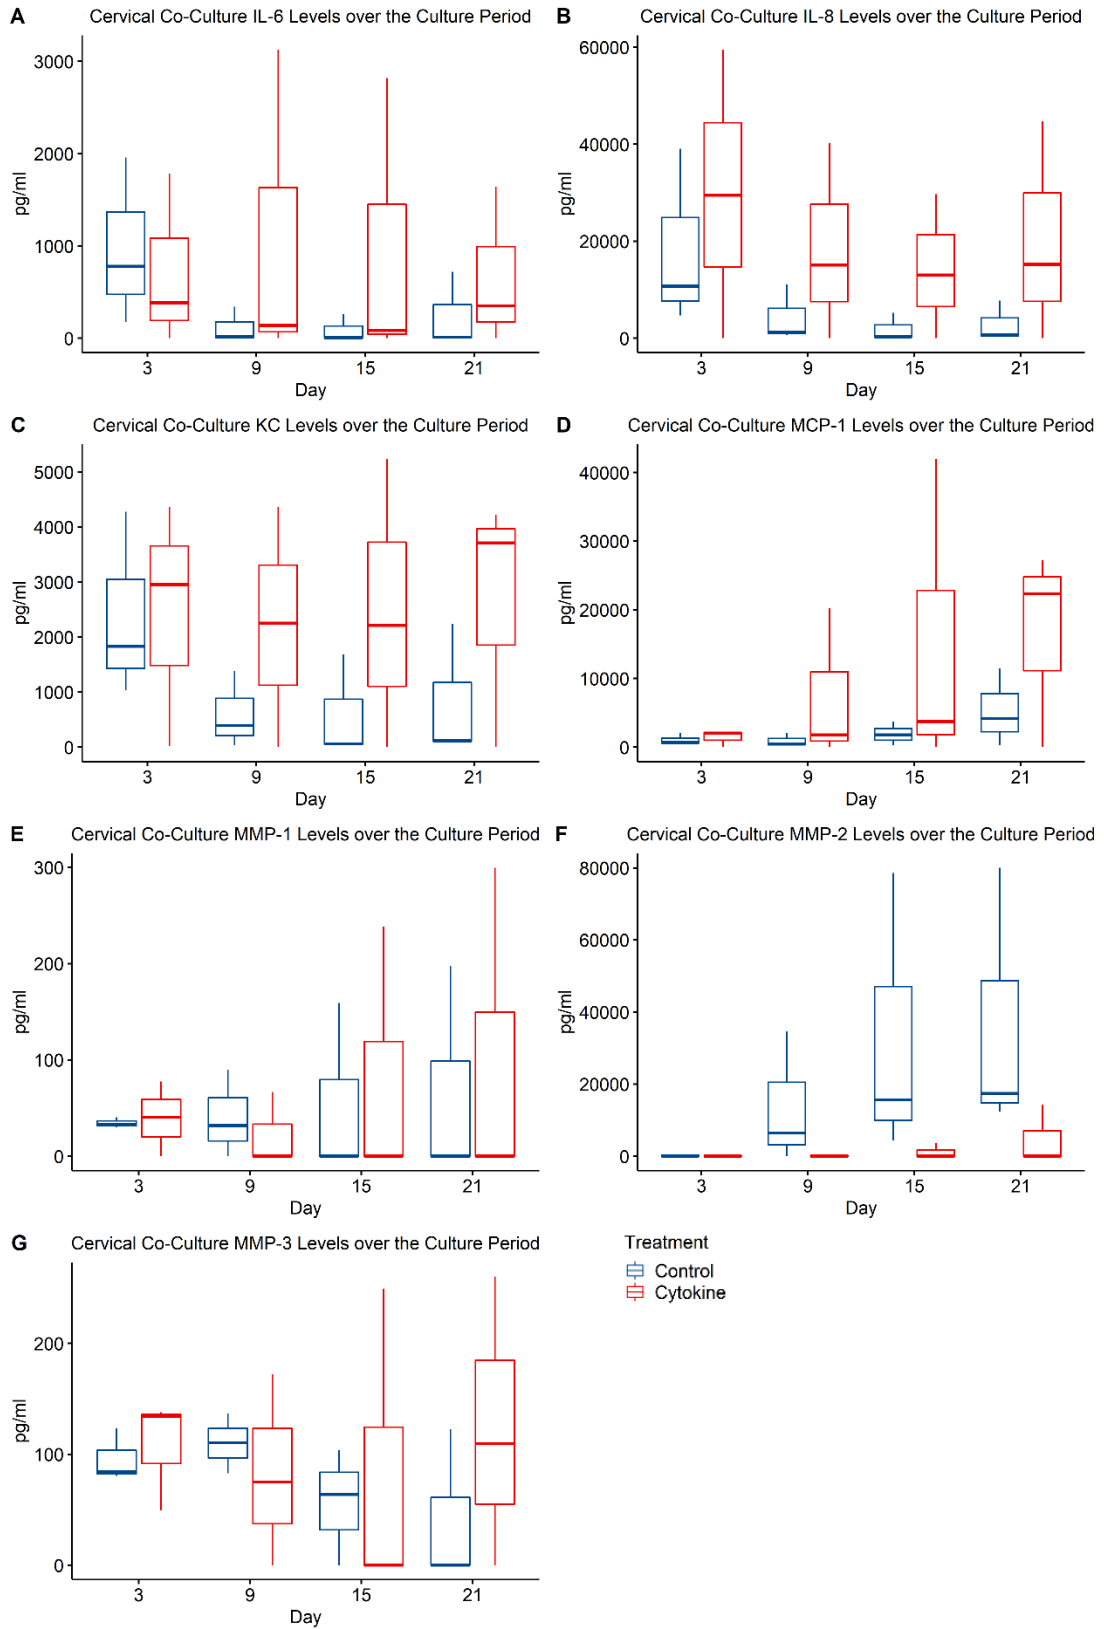 A
Cervical Co-Culture IL-6 Levels over the Culture Period
3000
2000
1000
0
pg/ml
3 9 15 21
Day
B
Cervical Co-Culture IL-8 Levels over the Culture Period
60000
40000
20000
0
pg/ml
3 9 15 21
Day
C
Cervical Co-Culture KC Levels over the Culture Period
5000
4000
3000
2000
1000
0
pg/ml
3 9 15 21
Day
D
Cervical Co-Culture MCP-1 Levels over the Culture Period
40000
30000
20000
10000
0
pg/ml
3 9 15 21
Day
E
Cervical Co-Culture MMP-1 Levels over the Culture Period
300
200
100
0
pg/ml
3 9 15 21
Day
F
Cervical Co-Culture MMP-2 Levels over the Culture Period
80000
60000
40000
20000
0
pg/ml
3 9 15 21
Day
G
Cervical Co-Culture MMP-3 Levels over the Culture Period
200
100
0
pg/ml
3 9 15 21
Day
Treatment
Control
Cytokine